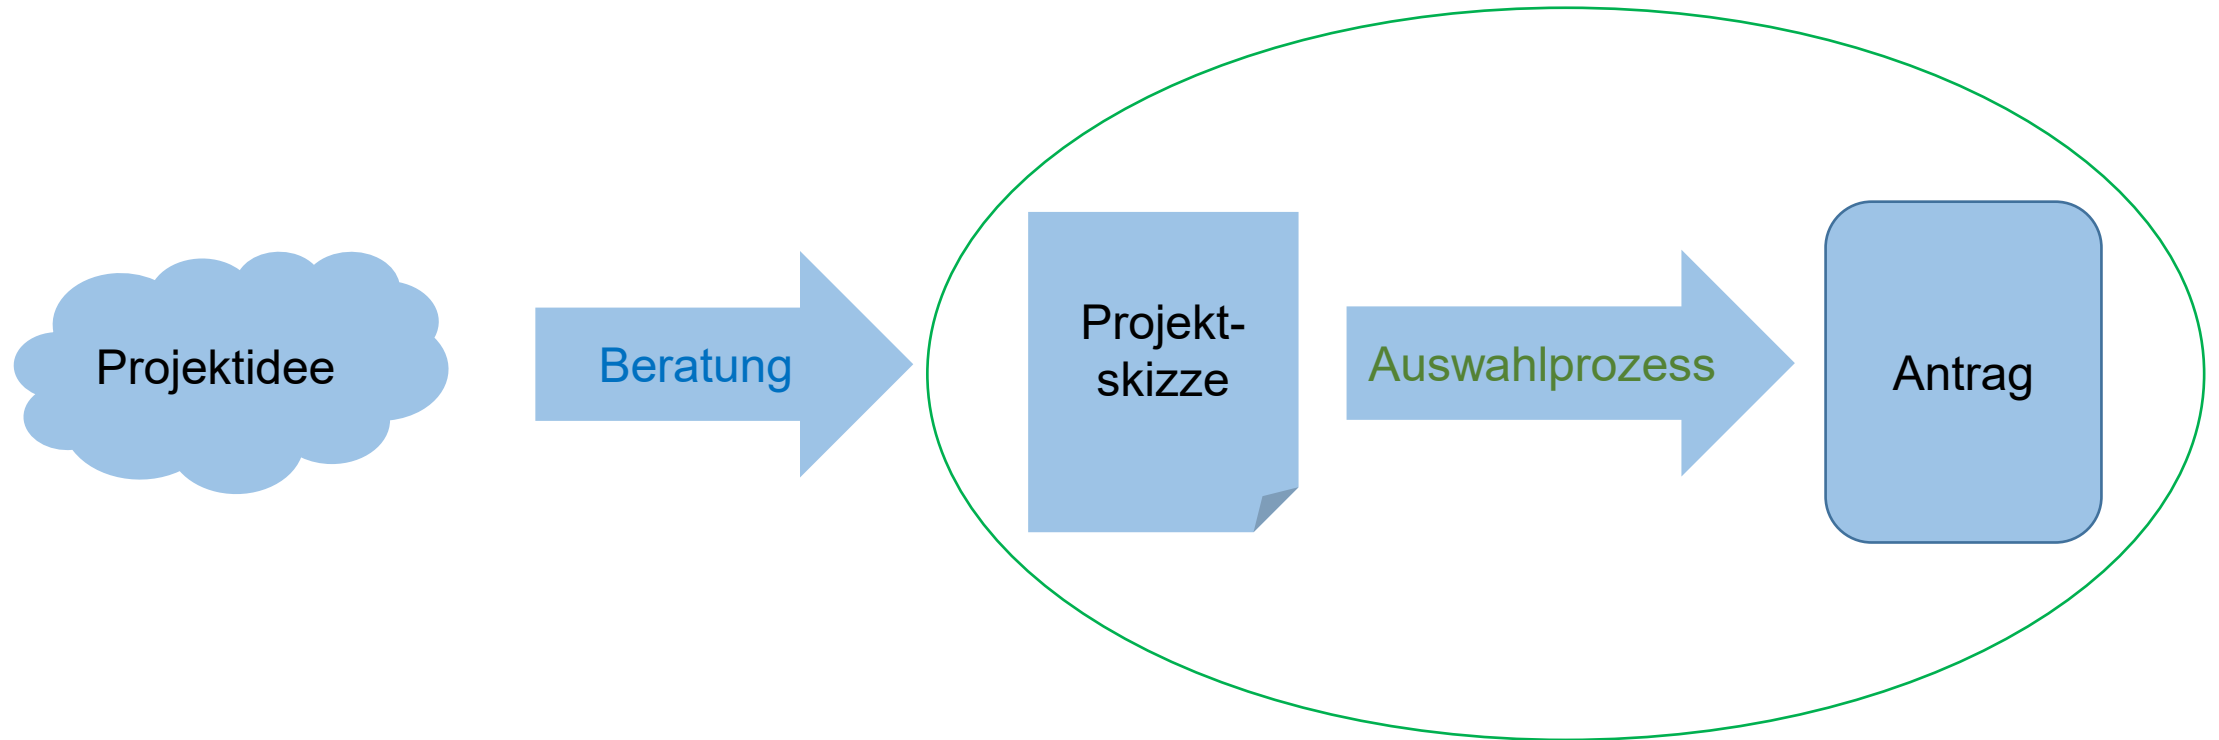 Projektidee
Beratung
Projekt-
skizze
Auswahlprozess
Antrag